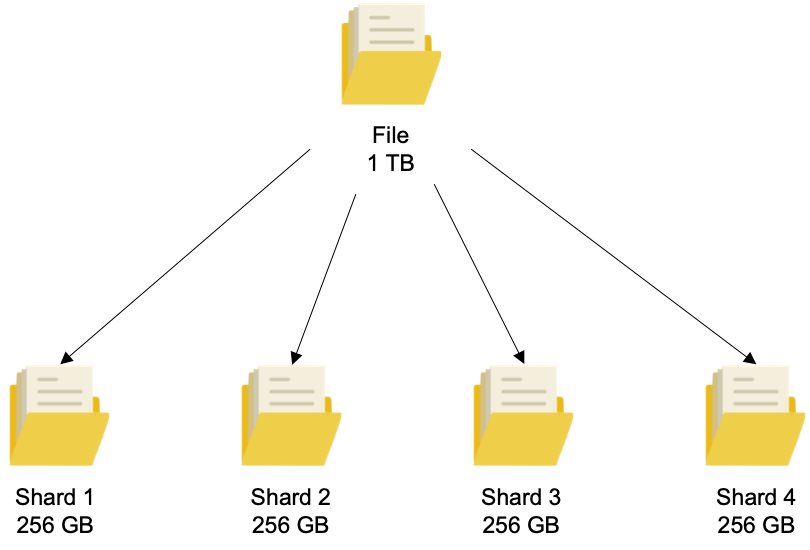 File
1 TB
Shard 1
256 GB
Shard 2
256 GB
Shard 3
256 GB
Shard 4
256 GB